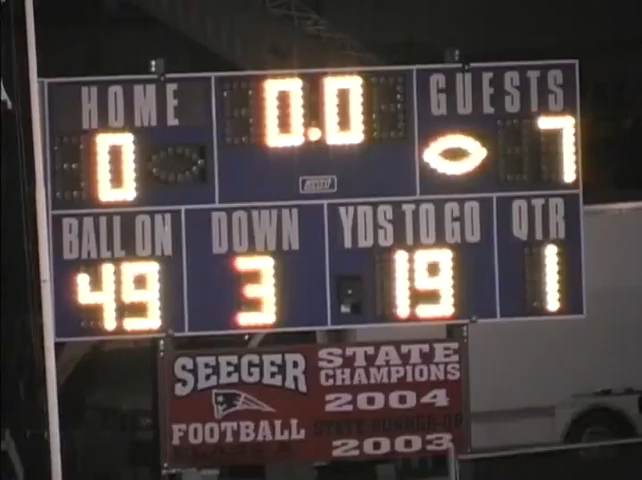 HOME 0.0 GUESTS
0 7
BALL ON DOWN YDS TO GO QTR
49 3 19 1
SEEGER STATE
CHAMPIONS
2004
FOOTBALL STATE RUNNER-UP
2003